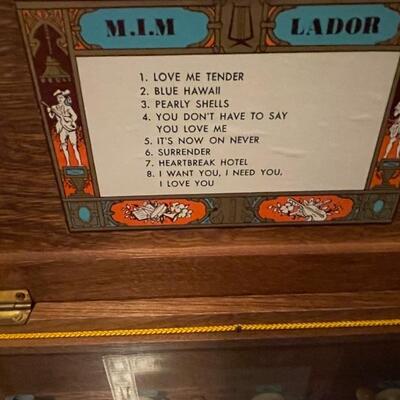 M.I.M LADOR
1. LOVE ME TENDER
2. BLUE HAWAII
3. PEARLY SHELLS
4. YOU DON'T HAVE TO SAY
YOU LOVE ME
5. IT'S NOW ON NEVER
6. SURRENDER
7. HEARTBREAK HOTEL
8. I WANT YOU, I NEED YOU,
I LOVE YOU